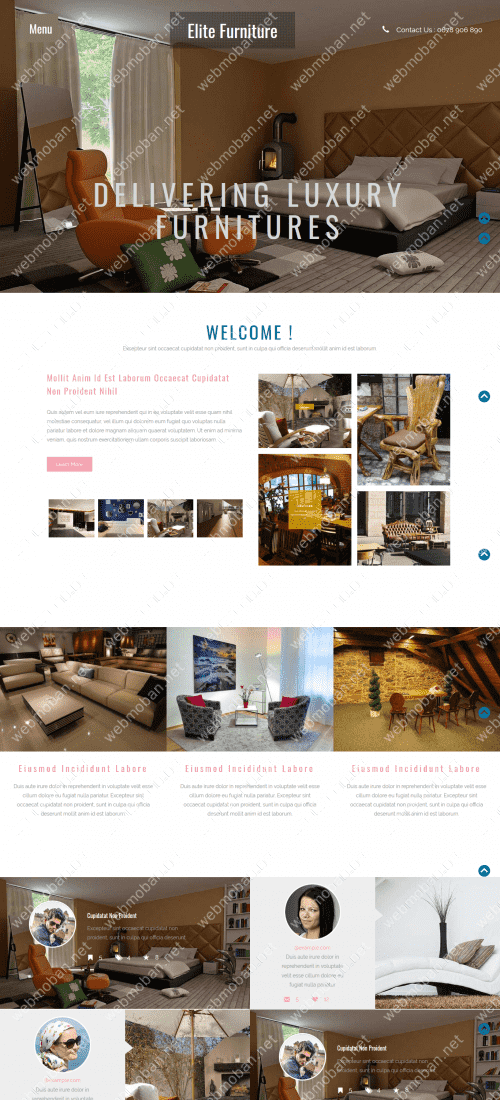 Menu
Elite Furniture
Contact Us : 0678 906 890
DELIVERING LUXURY
FURNITURES
WELCOME !
Excepteur sint occaecat cupidatat non proident, sunt in culpa qui officia deserunt mollit anim id est laborum
Mollit Anim Id Est Laborum Occaecat Cupidatat
Non Proident Nihil
Quis autem vel eum iure reprehenderit qui in ea voluptate velit esse quam nihil
molestiae consequatur, vel illum qui dolorem eum fugiat quo voluptas nulla
pariatur labore et dolore magnam aliquam quaerat voluptatem. Ut enim ad minima
veniam, quis nostrum exercitationem ullam corporis suscipit laboriosam
Learn More
Eiusmod Incididunt Labore
Eiusmod Incididunt Labore
Eiusmod Incididunt Labore
Duis aute irure dolor in reprehenderit in voluptate velit esse
cillum dolore eu fugiat nulla pariatur. Excepteur sint
occaecat cupidatat non proident, sunt in culpa qui officia
deserunt mollit anim id est laborum
Duis aute irure dolor in reprehenderit in voluptate velit esse
cillum dolore eu fugiat nulla pariatur. Excepteur sint
occaecat cupidatat non proident, sunt in culpa qui officia
deserunt mollit anim id est laborum
Duis aute irure dolor in reprehenderit in voluptate velit esse
cillum dolore eu fugiat nulla pariatur. Excepteur sint
occaecat cupidatat non proident, sunt in culpa qui officia
deserunt mollit anim id est laborum
Cupidatat Non Proident
Excepteur sint occaecat cupidatat non
proident, sunt in culpa qui officia deserunt
Duis aute irure dolor in
reprehenderit in voluptate
velit esse cillum dolore eu
fugiat nulla pariatur
Duis aute irure dolor in
reprehenderit in voluptate
Cupidatat Non Proident
Excepteur sint occaecat cupidatat non
proident, sunt in culpa qui officia deserunt
webmoban.net